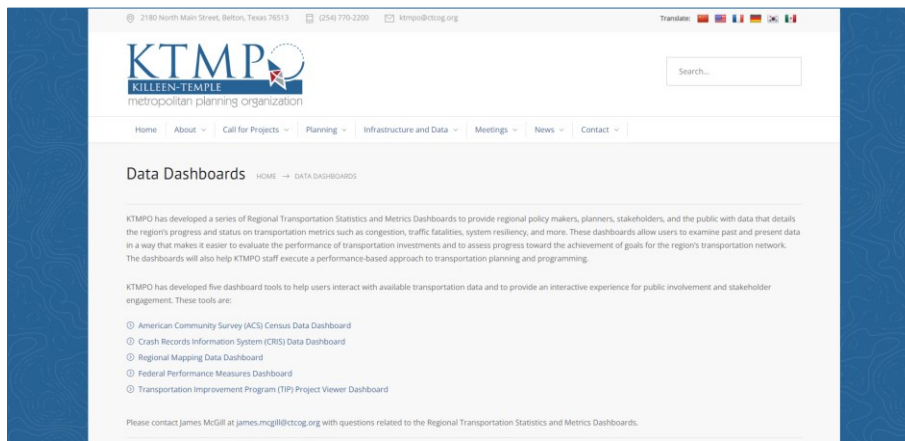 2180 North Main Street, Belton, Texas 76513 (254) 770-2200 ktmpo@ctcog.org Translate:
KTMPO
KILLEEN-TEMPLE
metropolitan planning organization
Search...
Home About Call for Projects Planning Infrastructure and Data Meetings News Contact
Data Dashboards HOME → DATA DASHBOARDS
KTMPO has developed a series of Regional Transportation Statistics and Metrics Dashboards to provide regional policy makers, planners, stakeholders, and the public with data that details
the region's progress and status on transportation metrics such as congestion, traffic fatalities, system resiliency, and more. These dashboards allow users to examine past and present data
in a way that makes it easier to evaluate the performance of transportation investments and to assess progress toward the achievement of goals for the region's transportation network.
The dashboards will also help KTMPO staff execute a performance-based approach to transportation planning and programming.
KTMPO has developed five dashboard tools to help users interact with available transportation data and to provide an interactive experience for public involvement and stakeholder
engagement. These tools are:
American Community Survey (ACS) Census Data Dashboard
Crash Records Information System (CRIS) Data Dashboard
Regional Mapping Data Dashboard
Federal Performance Measures Dashboard
Transportation Improvement Program (TIP) Project Viewer Dashboard
Please contact James McGill at james.mcgill@ctcog.org with questions related to the Regional Transportation Statistics and Metrics Dashboards.